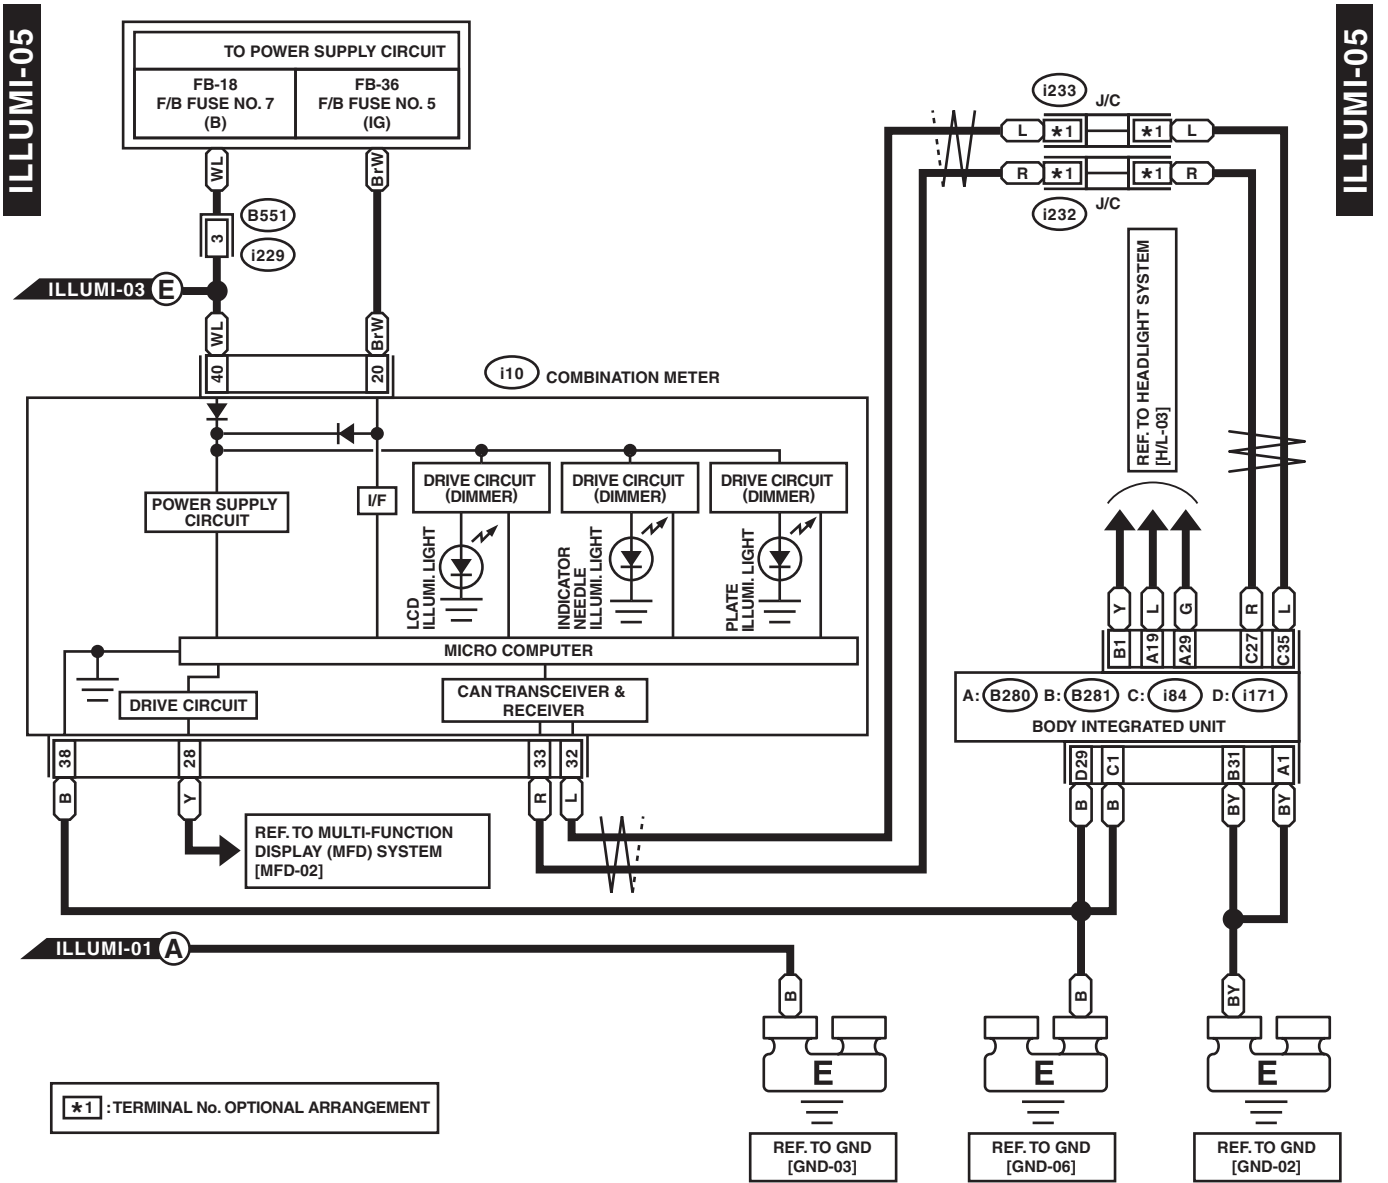 ILLUMI-05
ILLUMI-05
TO POWER SUPPLY CIRCUIT
FB-18
F/B FUSE NO. 7
(B)
FB-36
F/B FUSE NO. 5
(IG)
WL
BrW
3
B551
i229
ILLUMI-03
E
WL
BrW
40
20
i10
COMBINATION METER
i233
J/C
L
*1
*1
L
R
*1
*1
R
i232
J/C
REF. TO HEADLIGHT SYSTEM
[H/L-03]
POWER SUPPLY
CIRCUIT
I/F
DRIVE CIRCUIT
(DIMMER)
DRIVE CIRCUIT
(DIMMER)
DRIVE CIRCUIT
(DIMMER)
LCD
ILLUMI. LIGHT
INDICATOR
NEEDLE
ILLUMI. LIGHT
PLATE
ILLUMI. LIGHT
MICRO COMPUTER
DRIVE CIRCUIT
CAN TRANSCEIVER &
RECEIVER
38
28
33
32
B
Y
R
L
REF. TO MULTI-FUNCTION
DISPLAY (MFD) SYSTEM
[MFD-02]
Y
L
G
R
L
B1
A19
A29
C27
C35
A: B280 B: B281 C: i84 D: i171
BODY INTEGRATED UNIT
D29
C1
B31
A1
B
B
BY
BY
ILLUMI-01
A
B
B
BY
E
E
E
REF. TO GND
[GND-03]
REF. TO GND
[GND-06]
REF. TO GND
[GND-02]
*1 : TERMINAL No. OPTIONAL ARRANGEMENT